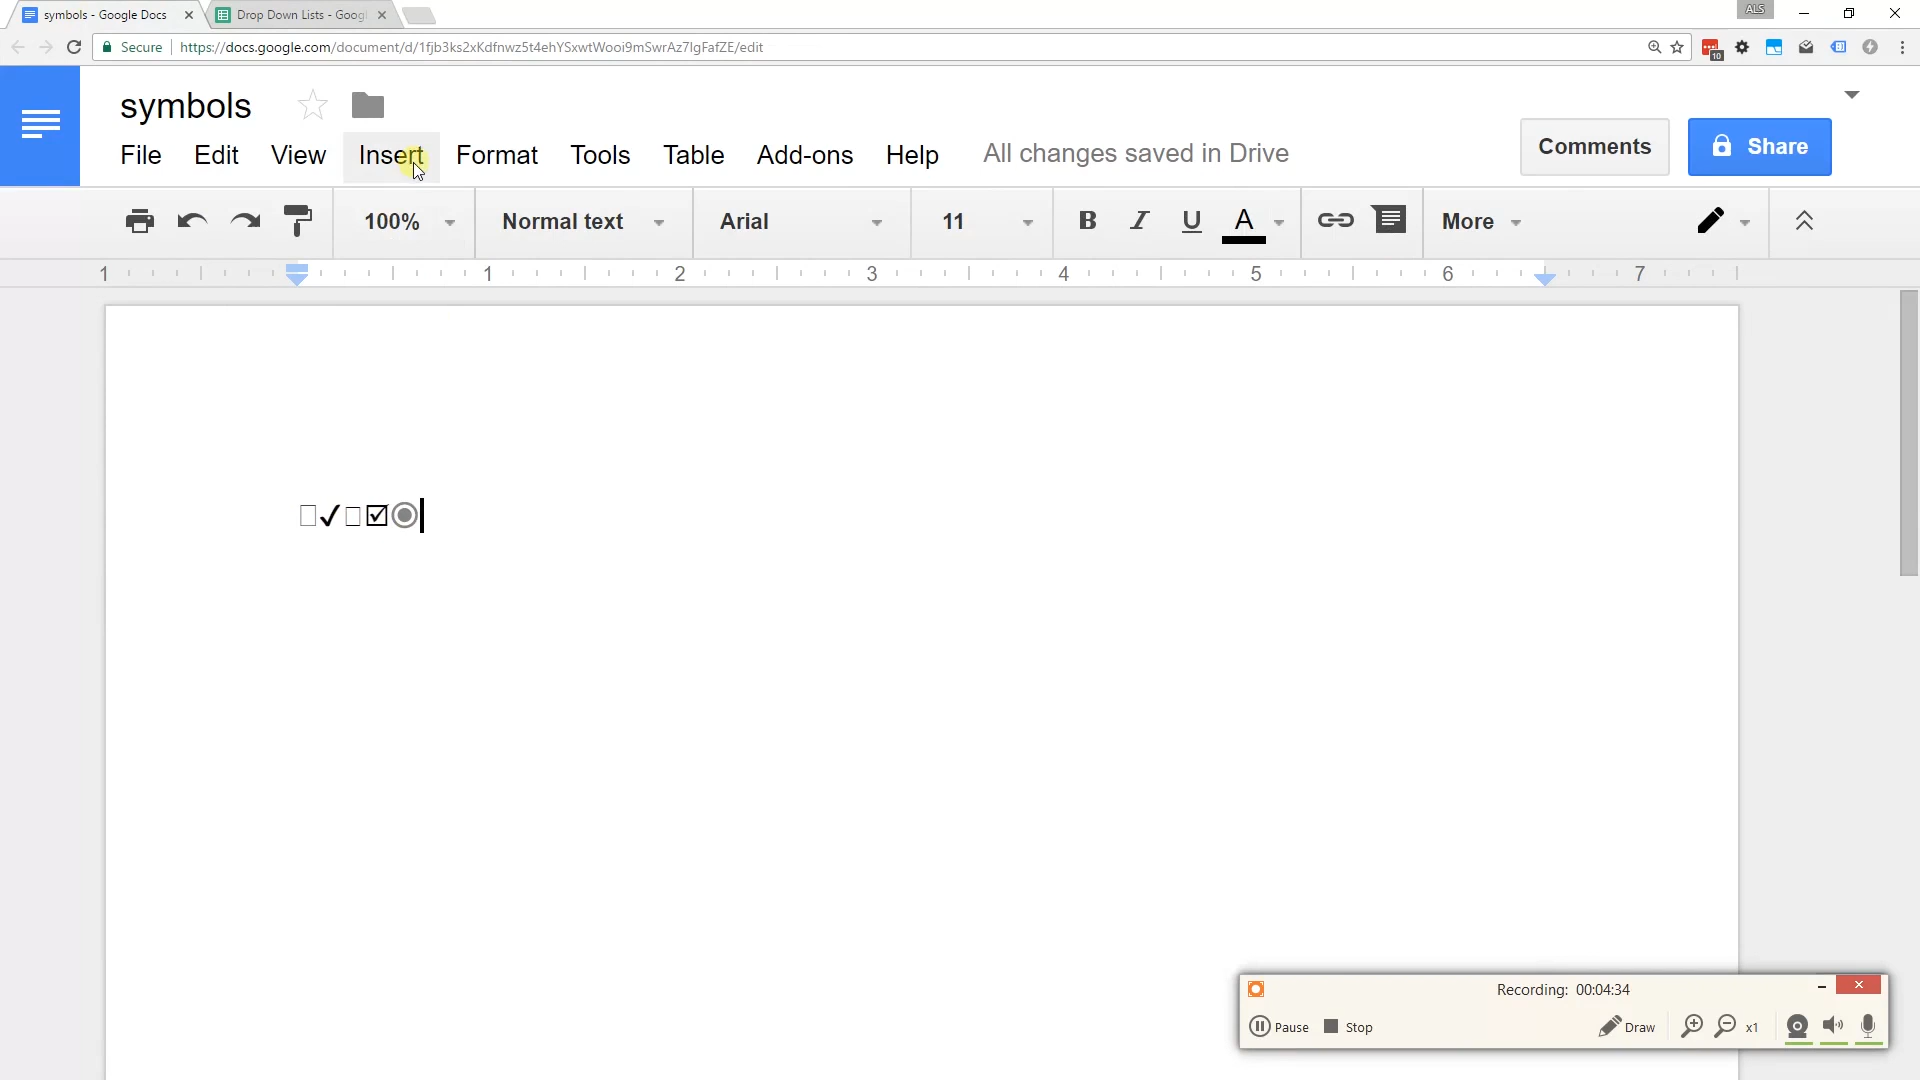 symbols - Google Docs
Drop Down Lists - Googl
ALS
Secure
https://docs.google.com/document/d/1fjb3ks2xKdfnwz5t4ehYSxwtWooi9mSwrAz7lgFafZE/edit
10
symbols
File Edit View Insert Format Tools Table Add-ons Help All changes saved in Drive
Comments
Share
100% Normal text Arial 11 B I U A More
1 1 2 3 4 5 6 7
□✓□☑◉
Recording: 00:04:34
Pause Stop Draw x1